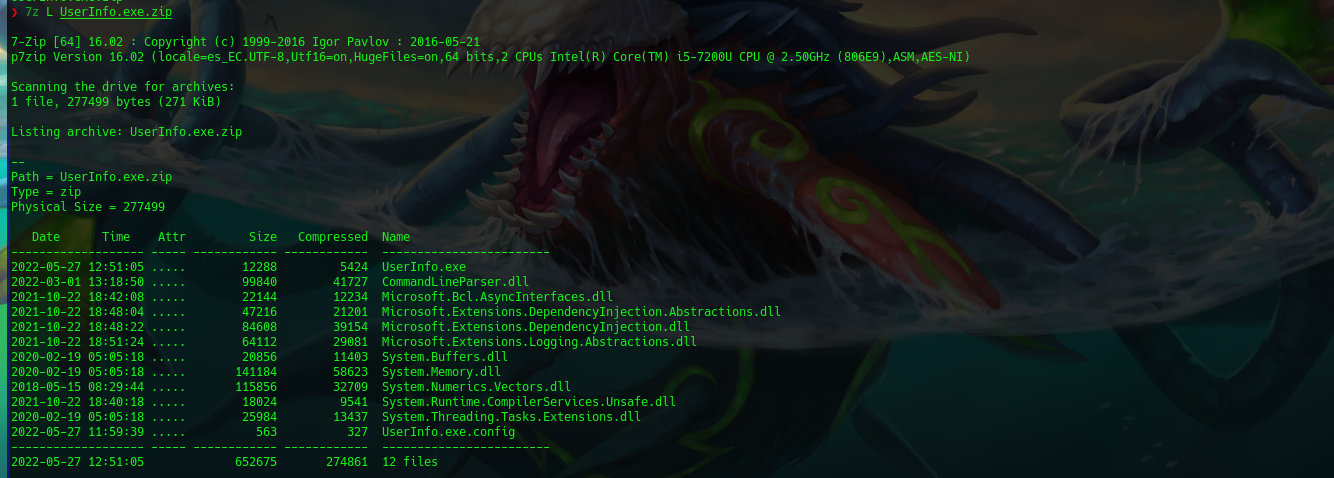 ❯ 7z L UserInfo.exe.zip
7-Zip [64] 16.02 : Copyright (c) 1999-2016 Igor Pavlov : 2016-05-21
p7zip Version 16.02 (locale=es_EC.UTF-8,Utf16=on,HugeFiles=on,64 bits,2 CPUs Intel(R) Core(TM) i5-7200U CPU @ 2.50GHz (806E9),ASM,AES-NI)
Scanning the drive for archives:
1 file, 277499 bytes (271 KiB)
Listing archive: UserInfo.exe.zip
--
Path = UserInfo.exe.zip
Type = zip
Physical Size = 277499
   Date      Time    Attr         Size   Compressed  Name
------------------- ----- ------------ ------------  ------------------------
2022-05-27 12:51:05 .....        12288         5424  UserInfo.exe
2022-03-01 13:18:50 .....        99840        41727  CommandLineParser.dll
2021-10-22 18:42:08 .....        22144        12234  Microsoft.Bcl.AsyncInterfaces.dll
2021-10-22 18:48:04 .....        47216        21201  Microsoft.Extensions.DependencyInjection.Abstractions.dll
2021-10-22 18:48:22 .....        84608        39154  Microsoft.Extensions.DependencyInjection.dll
2021-10-22 18:51:24 .....        64112        29081  Microsoft.Extensions.Logging.Abstractions.dll
2020-02-19 05:05:18 .....        20856        11403  System.Buffers.dll
2020-02-19 05:05:18 .....       141184        58623  System.Memory.dll
2018-05-15 08:29:44 .....       115856        32709  System.Numerics.Vectors.dll
2021-10-22 18:40:18 .....        18024         9541  System.Runtime.CompilerServices.Unsafe.dll
2020-02-19 05:05:18 .....        25984        13437  System.Threading.Tasks.Extensions.dll
2022-05-27 11:59:39 .....          563          327  UserInfo.exe.config
------------------- ----- ------------ ------------  ------------------------
2022-05-27 12:51:05             652675       274861  12 files